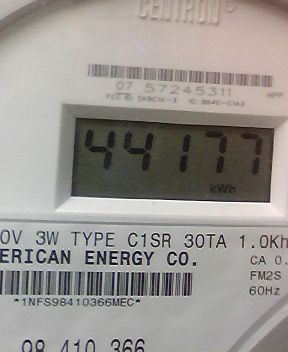 CENTRON
07 57245311
44177
kWh
0V 3W TYPE C1SR 30TA 1.0Kh
ERICAN ENERGY CO.
CA 0.
FM2S
60Hz
*1NFS98410366MEC*
98 410 366